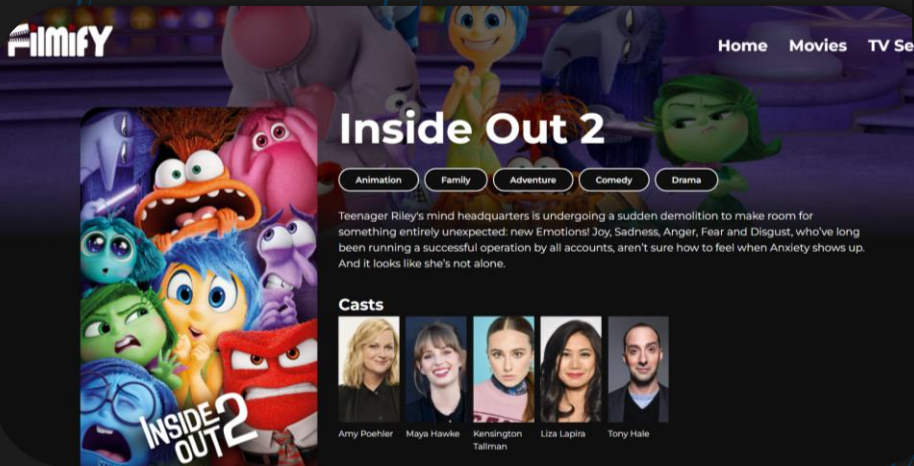 FilmiFY
Home Movies TV Se
Inside Out 2
Animation Family Adventure Comedy Drama
Teenager Riley's mind headquarters is undergoing a sudden demolition to make room for
something entirely unexpected: new Emotions! Joy, Sadness, Anger, Fear and Disgust, who've long
been running a successful operation by all accounts, aren't sure how to feel when Anxiety shows up.
And it looks like she's not alone.
Casts
Amy Poehler Maya Hawke Kensington Liza Lapira Tony Hale
Tallman
INSIDE
OUT 2